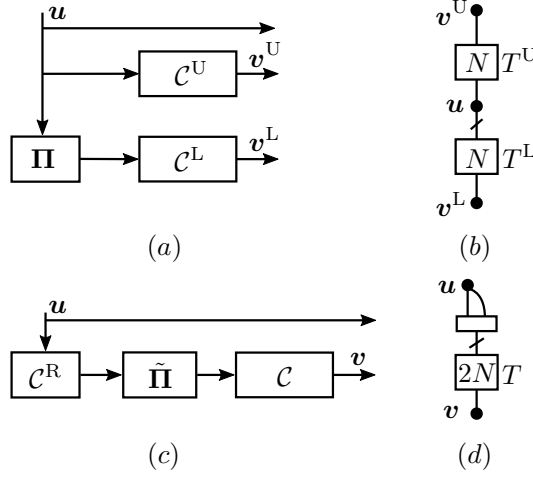 u
v^U
C^U
v^U
N T^U
u
Π
C^L
v^L
N T^L
v^L
(a)
(b)
u
u
C^R
Π̃
C
v
2N T
v
(c)
(d)